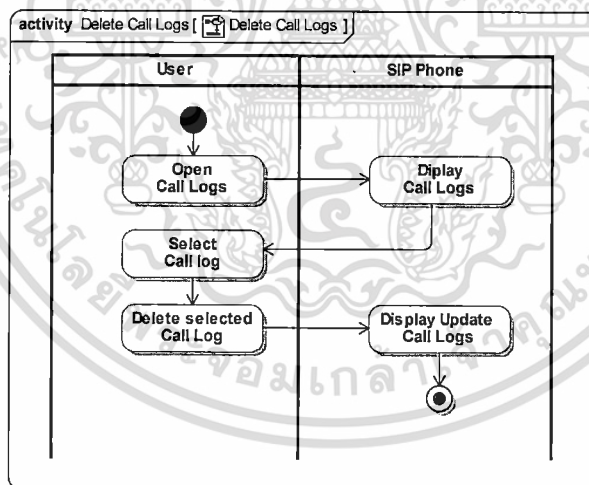 activity Delete Call Logs [ Delete Call Logs ]
User
SIP Phone
Open
Call Logs
Diplay
Call Logs
Select
Call log
Delete selected
Call Log
Display Update
Call Logs